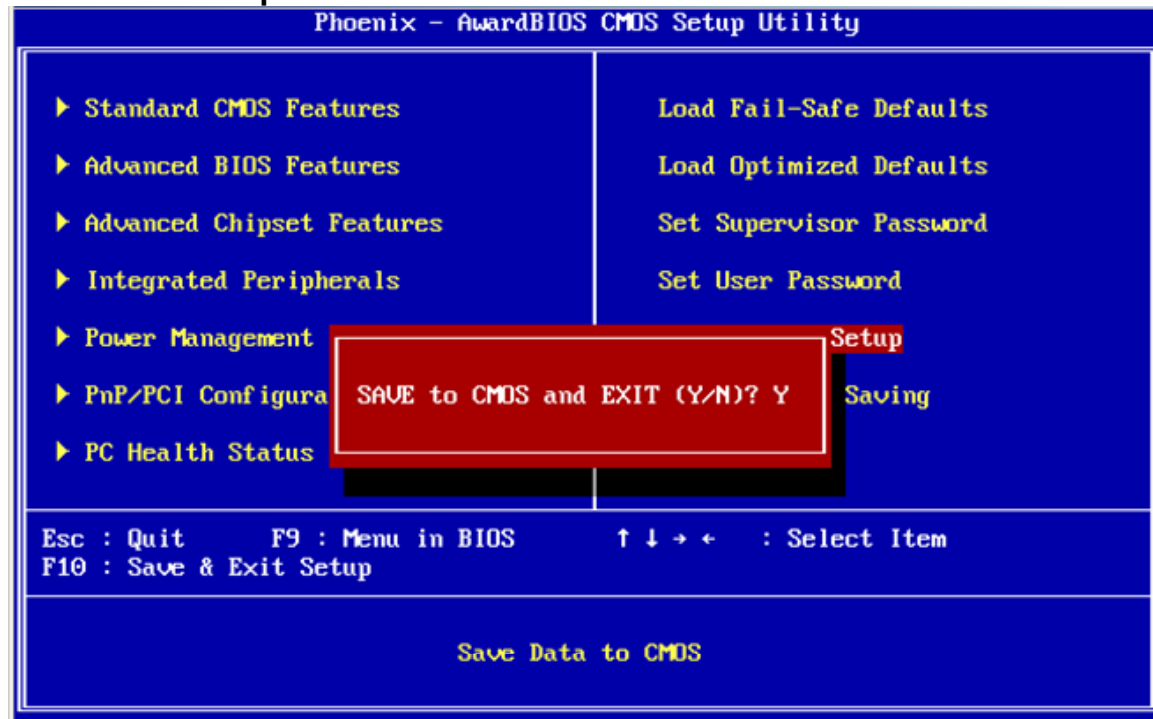 Phoenix - AwardBIOS CMOS Setup Utility
Standard CMOS Features
Advanced BIOS Features
Advanced Chipset Features
Integrated Peripherals
Power Management
PnP/PCI Configura
PC Health Status
Load Fail-Safe Defaults
Load Optimized Defaults
Set Supervisor Password
Set User Password
Setup
Saving
SAVE to CMOS and EXIT (Y/N)? Y
Esc : Quit F9 : Menu in BIOS ↑ ↓ → ← : Select Item
F10 : Save & Exit Setup
Save Data to CMOS